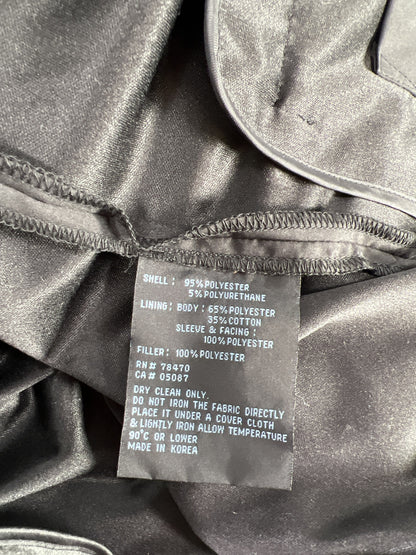 SHELL : 95%POLYESTER
5%POLYURETHANE
LINING: BODY : 65%POLYESTER
35%COTTON
SLEEVE & FACING :
100%POLYESTER
FILLER : 100%POLYESTER
RN# 78470
CA# 05087
DRY CLEAN ONLY.
DO NOT IRON THE FABRIC DIRECTLY
PLACE IT UNDER A COVER CLOTH
& LIGHTLY IRON ALLOW TEMPERATURE
90°C OR LOWER
MADE IN KOREA